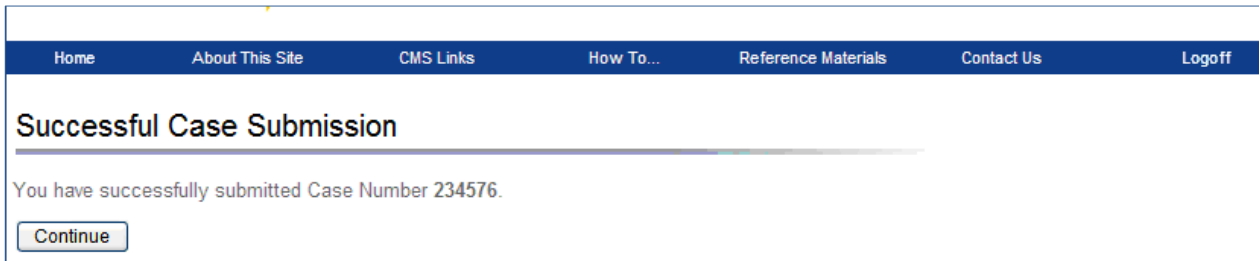 Home About This Site CMS Links How To... Reference Materials Contact Us Logoff
Successful Case Submission
You have successfully submitted Case Number 234576.
Continue